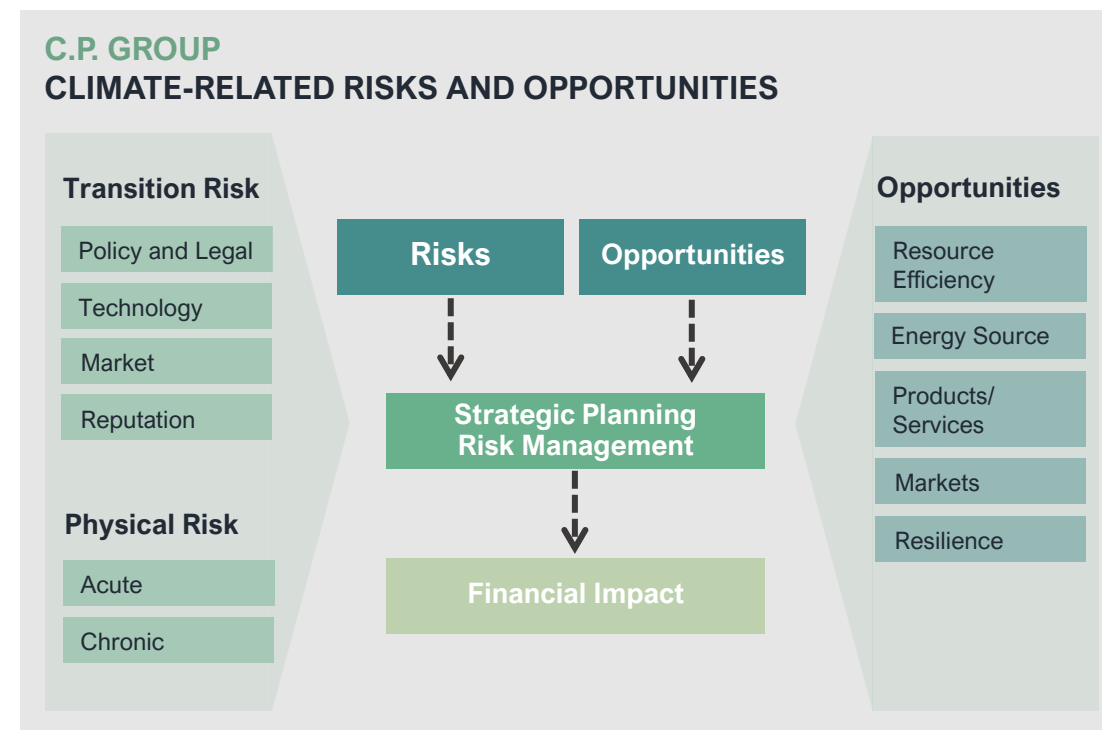 C.P. GROUP
CLIMATE-RELATED RISKS AND OPPORTUNITIES
Transition Risk
Policy and Legal
Technology
Market
Reputation
Physical Risk
Acute
Chronic
Risks
Opportunities
Strategic Planning
Risk Management
Financial Impact
Opportunities
Resource
Efficiency
Energy Source
Products/
Services
Markets
Resilience